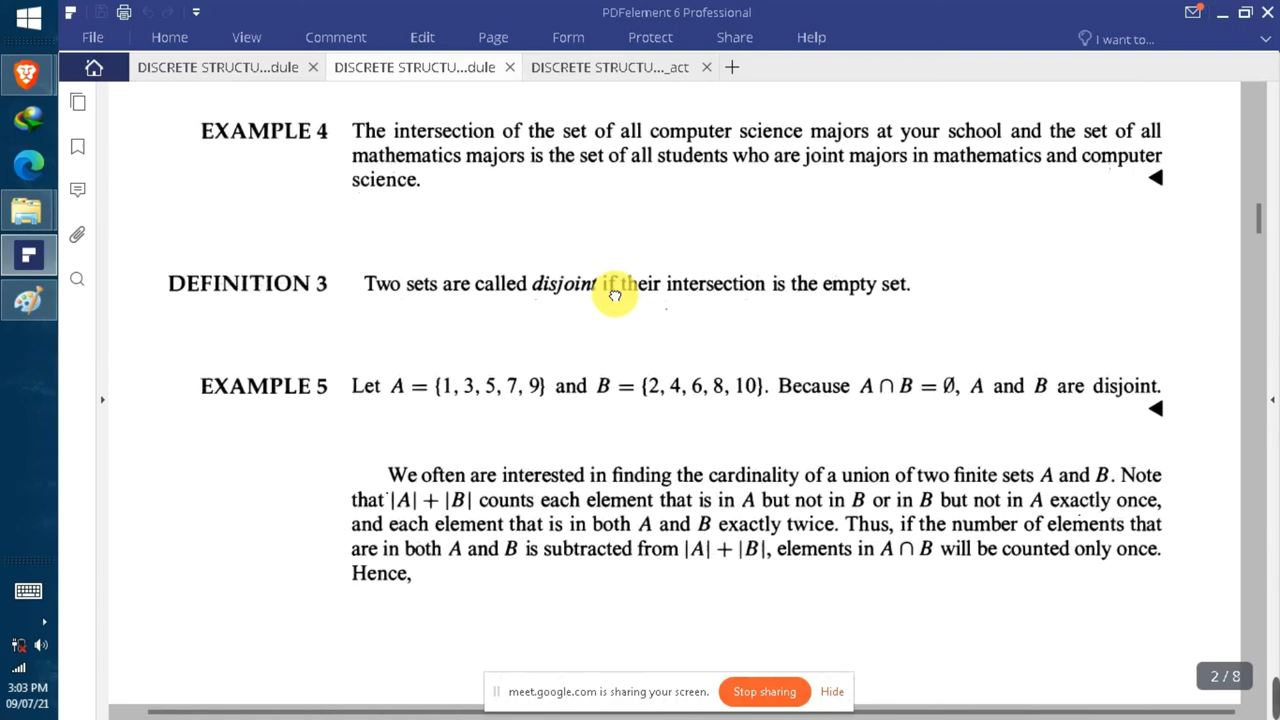 PDFelement 6 Professional
File Home View Comment Edit Page Form Protect Share Help I want to...
DISCRETE STRUCTU...dule DISCRETE STRUCTU...dule DISCRETE STRUCTU..._act
EXAMPLE 4 The intersection of the set of all computer science majors at your school and the set of all
mathematics majors is the set of all students who are joint majors in mathematics and computer
science.
DEFINITION 3 Two sets are called disjoint if their intersection is the empty set.
EXAMPLE 5 Let A = {1, 3, 5, 7, 9} and B = {2, 4, 6, 8, 10}. Because A ∩ B = Ø, A and B are disjoint.
We often are interested in finding the cardinality of a union of two finite sets A and B. Note
that |A| + |B| counts each element that is in A but not in B or in B but not in A exactly once,
and each element that is in both A and B exactly twice. Thus, if the number of elements that
are in both A and B is subtracted from |A| + |B|, elements in A ∩ B will be counted only once.
Hence,
2 / 8
meet.google.com is sharing your screen. Stop sharing Hide
3:03 PM
09/07/21